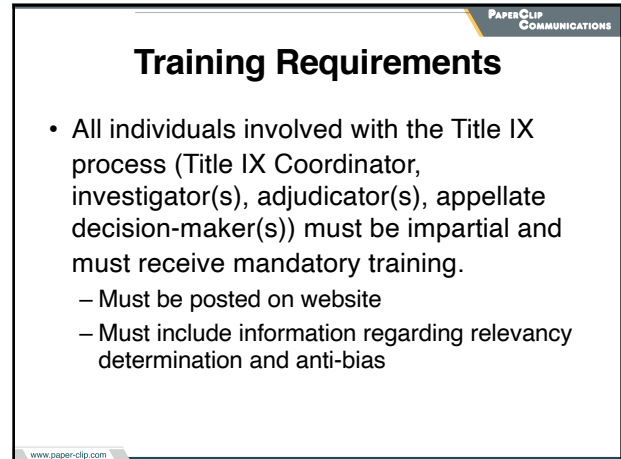 PAPERCLIP
COMMUNICATIONS
Training Requirements
• All individuals involved with the Title IX
process (Title IX Coordinator,
investigator(s), adjudicator(s), appellate
decision-maker(s)) must be impartial and
must receive mandatory training.
– Must be posted on website
– Must include information regarding relevancy
determination and anti-bias
www.paper-clip.com